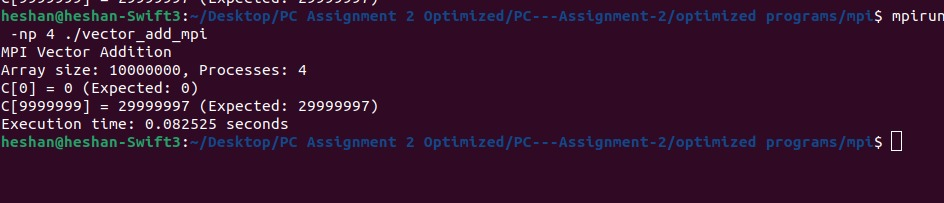 C[9999999] = 29999997 (Expected: 29999997)
heshan@heshan-Swift3:~/Desktop/PC Assignment 2 Optimized/PC---Assignment-2/optimized programs/mpi$ mpirun
 -np 4 ./vector_add_mpi
MPI Vector Addition
Array size: 10000000, Processes: 4
C[0] = 0 (Expected: 0)
C[9999999] = 29999997 (Expected: 29999997)
Execution time: 0.082525 seconds
heshan@heshan-Swift3:~/Desktop/PC Assignment 2 Optimized/PC---Assignment-2/optimized programs/mpi$